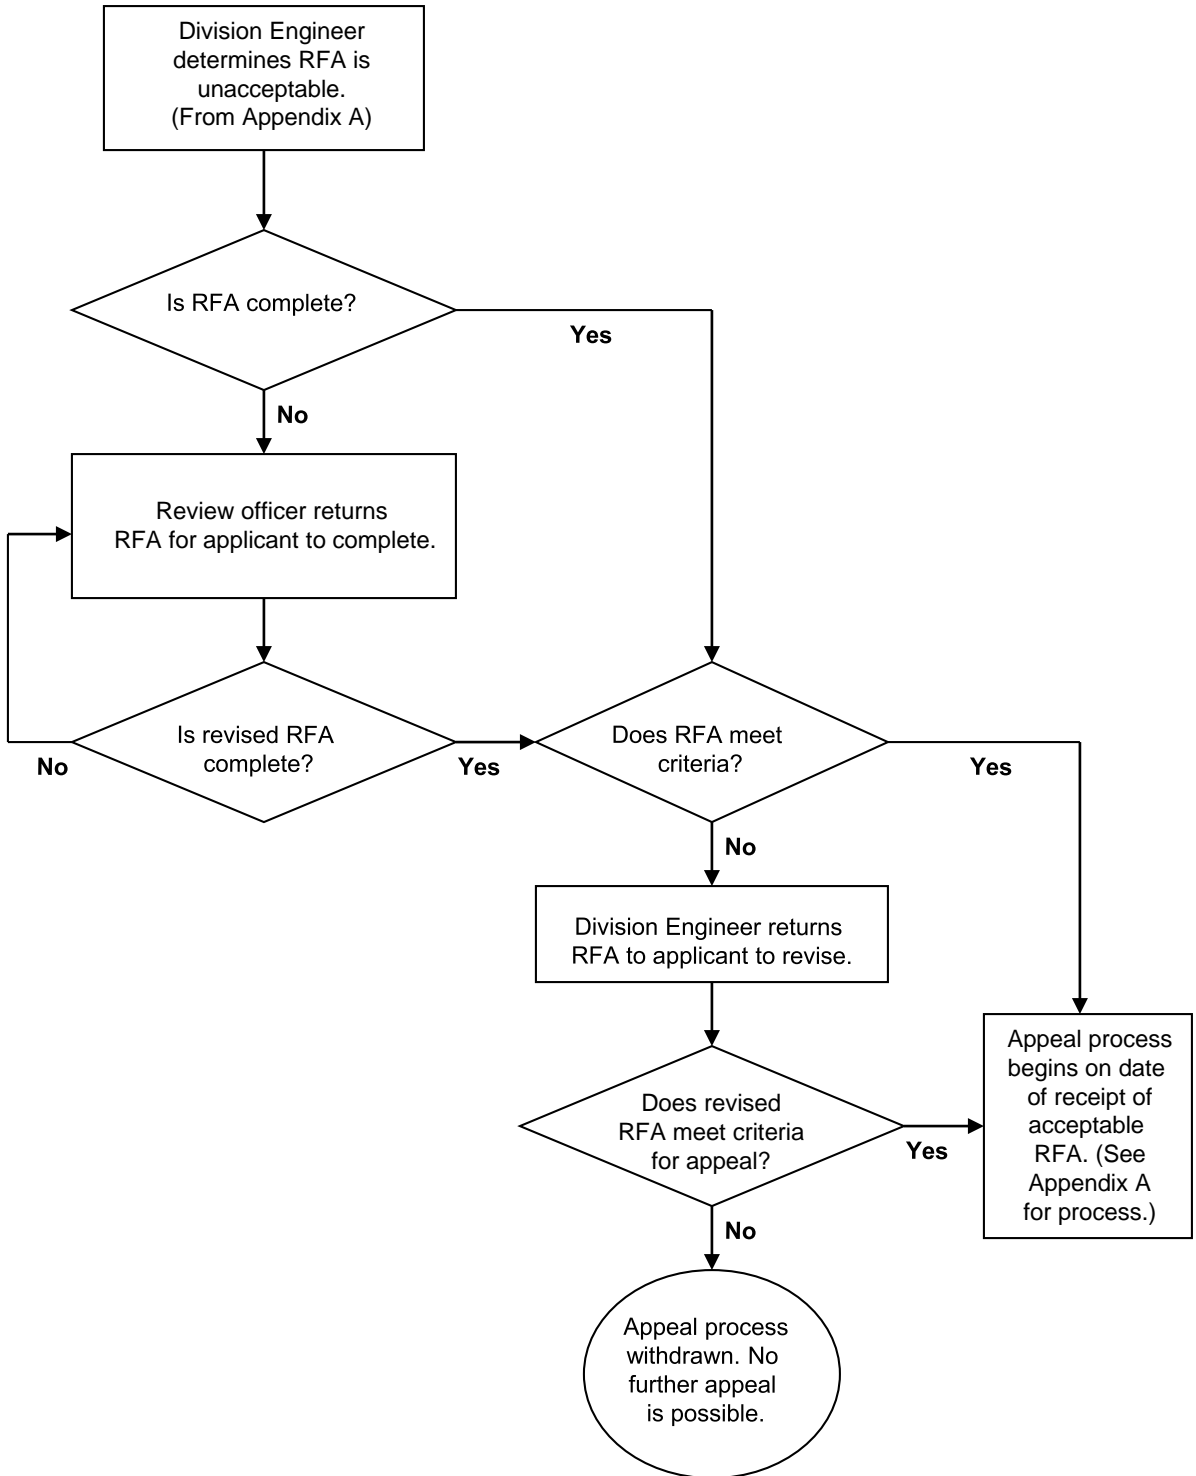 Division Engineer
determines RFA is
unacceptable.
(From Appendix A)
Is RFA complete?
Yes
No
Review officer returns
RFA for applicant to complete.
Is revised RFA
complete?
No
Yes
Does RFA meet
criteria?
Yes
No
Division Engineer returns
RFA to applicant to revise.
Does revised
RFA meet criteria
for appeal?
Yes
No
Appeal process
begins on date
of receipt of
acceptable
RFA. (See
Appendix A
for process.)
Appeal process
withdrawn. No
further appeal
is possible.